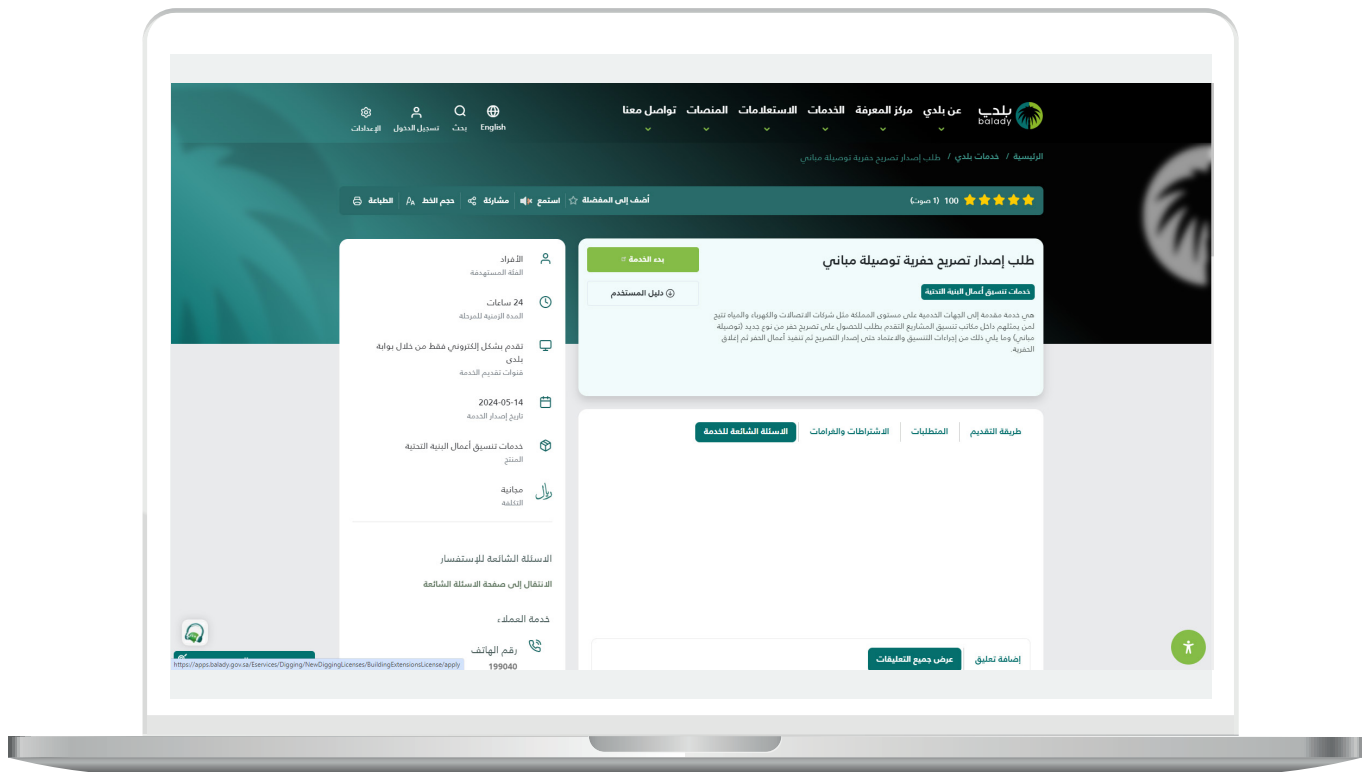 بلدي
balady
عن بلدي
مركز المعرفة
الخدمات
الاستعلامات
المنصات
تواصل معنا
English
بحث
تسجيل الدخول
الإعدادات
الرئيسية / خدمات بلدي / طلب إصدار تصريح حفرية توصيلة مباني
100 (1 صوت)
أضف إلى المفضلة
استمع
مشاركة
حجم الخط
الطباعة
طلب إصدار تصريح حفرية توصيلة مباني
بدء الخدمة
خدمات تنسيق أعمال البنية التحتية
دليل المستخدم
هي خدمة مقدمة إلى الجهات الخدمية على مستوى المملكة مثل شركات الاتصالات والكهرباء والمياه تتيح
لمن يمثلهم داخل مكاتب تنسيق المشاريع التقدم بطلب للحصول على تصريح حفر من نوع جديد (توصيلة
مباني) وما يلي ذلك من إجراءات التنسيق والاعتماد حتى إصدار التصريح ثم تنفيذ أعمال الحفر ثم إغلاق
الحفرية.
طريقة التقديم
المتطلبات
الاشتراطات والغرامات
الاسئلة الشائعة للخدمة
إضافة تعليق
عرض جميع التعليقات
الأفراد
الفئة المستهدفة
24 ساعات
المدة الزمنية للمرحلة
تقدم بشكل إلكتروني فقط من خلال بوابة
بلدي
قنوات تقديم الخدمة
2024-05-14
تاريخ إصدار الخدمة
خدمات تنسيق أعمال البنية التحتية
المنتج
مجانية
التكلفة
الاسئلة الشائعة للإستفسار
الانتقال إلى صفحة الاسئلة الشائعة
خدمة العملاء
رقم الهاتف
199040
https://apps.balady.gov.sa/Eservices/Digging/NewDiggingLicenses/BuildingExtensionsLicense/apply